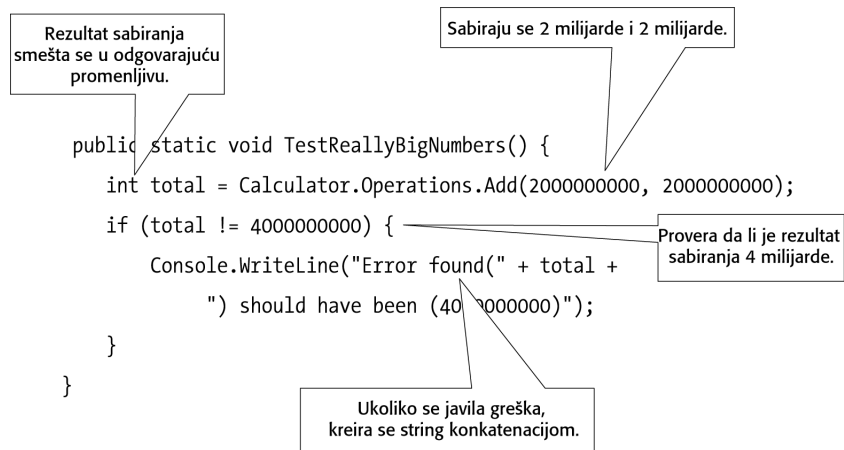 Rezultat sabiranja
smešta se u odgovarajuću
promenljivu.
Sabiraju se 2 milijarde i 2 milijarde.
public static void TestReallyBigNumbers() {
int total = Calculator.Operations.Add(2000000000, 2000000000);
if (total != 4000000000) {
Provera da li je rezultat
sabiranja 4 milijarde.
Console.WriteLine("Error found(" + total +
") should have been (4000000000)");
}
}
Ukoliko se javila greška,
kreira se string konkatenacijom.